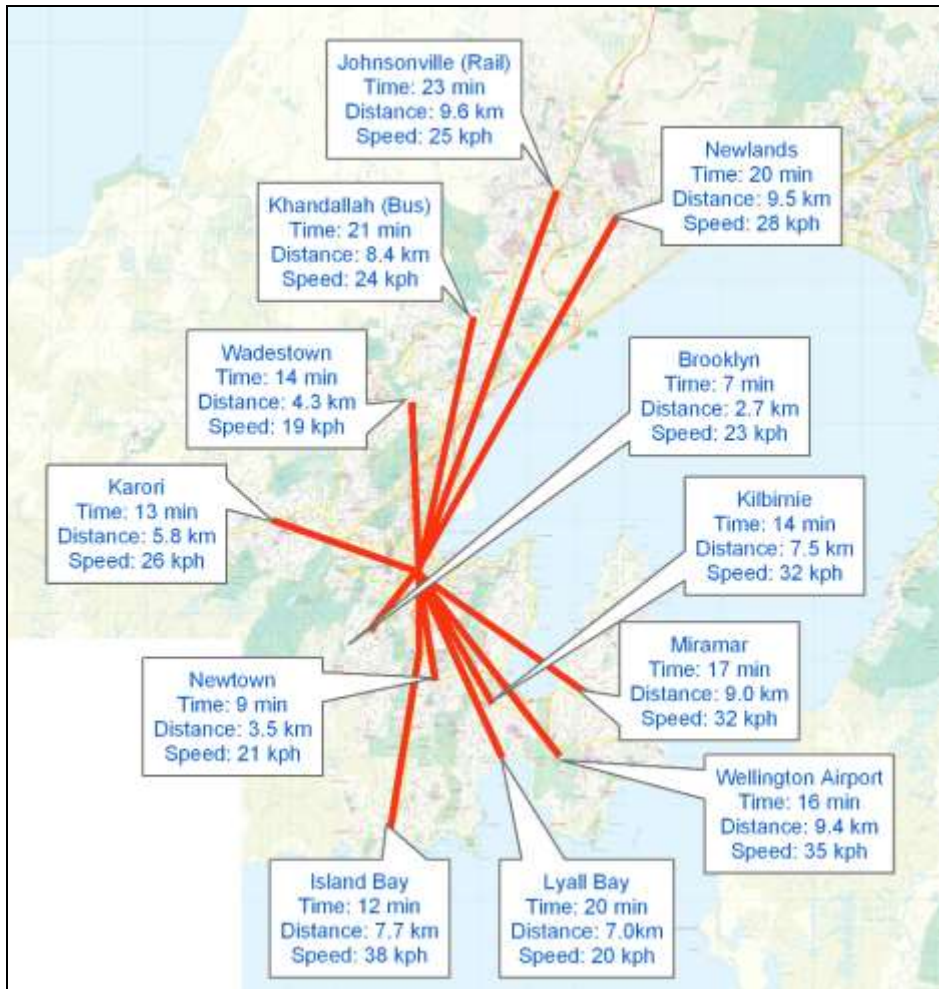 Johnsonville (Rail)
Time: 23 min
Distance: 9.6 km
Speed: 25 kph
Newlands
Time: 20 min
Distance: 9.5 km
Speed: 28 kph
Khandallah (Bus)
Time: 21 min
Distance: 8.4 km
Speed: 24 kph
Wadestown
Time: 14 min
Distance: 4.3 km
Speed: 19 kph
Brooklyn
Time: 7 min
Distance: 2.7 km
Speed: 23 kph
Karori
Time: 13 min
Distance: 5.8 km
Speed: 26 kph
Kilbirnie
Time: 14 min
Distance: 7.5 km
Speed: 32 kph
Miramar
Time: 17 min
Distance: 9.0 km
Speed: 32 kph
Newtown
Time: 9 min
Distance: 3.5 km
Speed: 21 kph
Wellington Airport
Time: 16 min
Distance: 9.4 km
Speed: 35 kph
Island Bay
Time: 12 min
Distance: 7.7 km
Speed: 38 kph
Lyall Bay
Time: 20 min
Distance: 7.0km
Speed: 20 kph